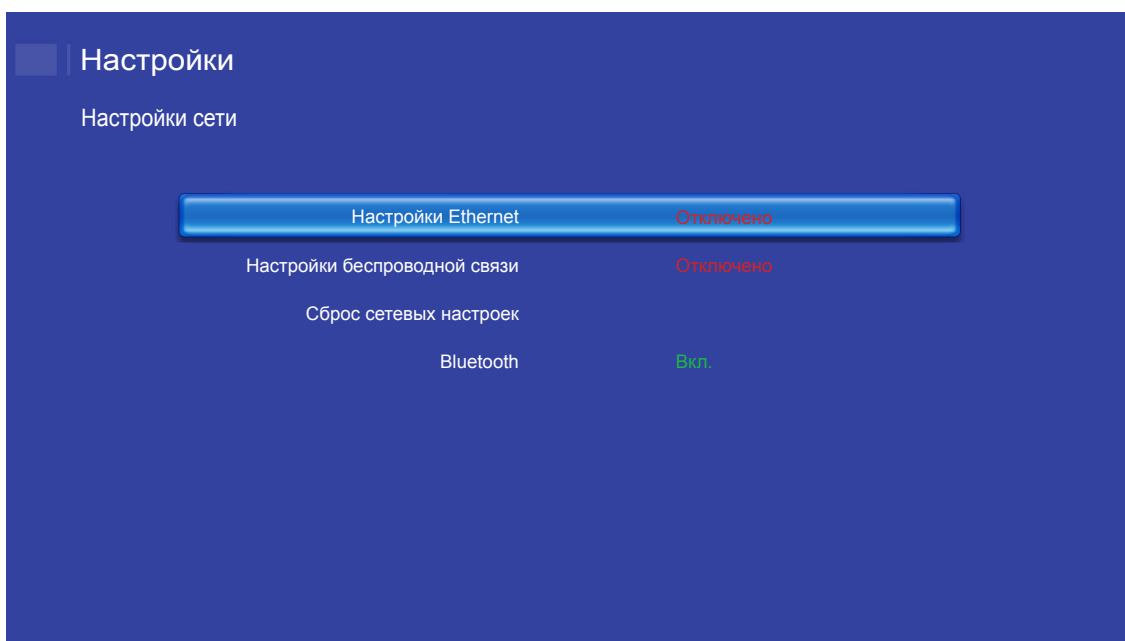 Настройки
Настройки сети
Настройки Ethernet Отключено
Настройки беспроводной связи Отключено
Сброс сетевых настроек
Bluetooth Вкл.